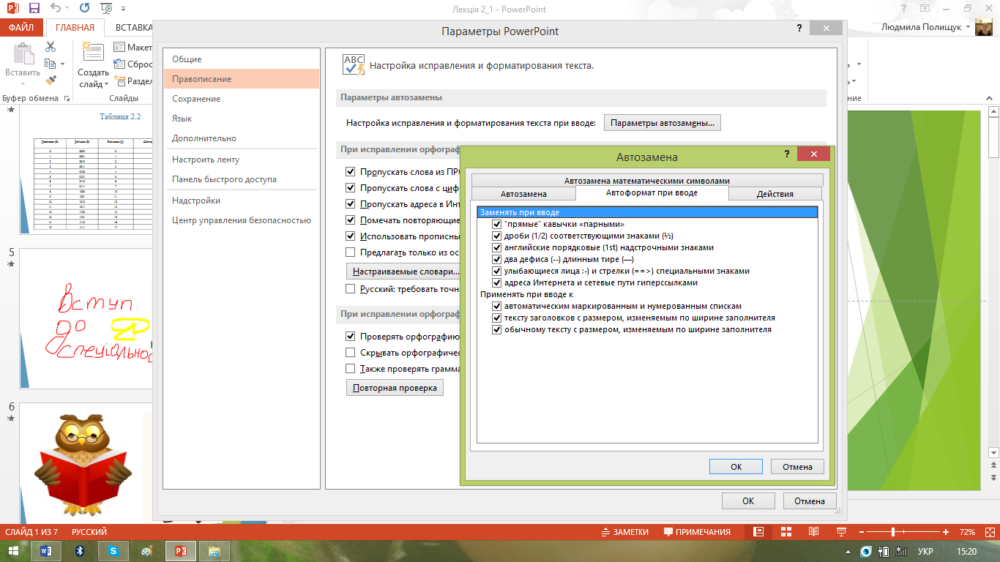 Лекція 2_1 - PowerPoint
ФАЙЛ
ГЛАВНАЯ
ВСТАВКА
Людмила Полищук
Вставить
Буфер обмена
Создать
слайд
Макет
Сброс
Раздел
Слайды
ние
Таблиця 2.2
5
Вступ
до
спеціальнос
6
Параметры PowerPoint
Общие
Правописание
Сохранение
Язык
Дополнительно
Настроить ленту
Панель быстрого доступа
Надстройки
Центр управления безопасностью
ABC
Настройка исправления и форматирования текста.
Параметры автозамены
Настройка исправления и форматирования текста при вводе:
Параметры автозамены...
При исправлении орфогра
Пропускать слова из ПРО
Пропускать слова с циф
Пропускать адреса в Инт
Помечать повторяющие
Использовать прописны
Предлагать только из ос
Настраиваемые словари...
Русский: требовать точн
При исправлении орфогра
Проверять орфографию
Скрывать орфографичес
Также проверять грамма
Повторная проверка
OK
Отмена
Автозамена
Автозамена математическими символами
Автозамена
Автоформат при вводе
Действия
Заменять при вводе
"прямые" кавычки «парными»
дроби (1/2) соответствующими знаками (½)
английские порядковые (1st) надстрочными знаками
два дефиса (--) длинным тире (—)
улыбающиеся лица :-) и стрелки (==>) специальными знаками
адреса Интернета и сетевые пути гиперссылками
Применять при вводе к
автоматическим маркированным и нумерованным спискам
тексту заголовков с размером, изменяемым по ширине заполнителя
обычному тексту с размером, изменяемым по ширине заполнителя
OK
Отмена
СЛАЙД 1 ИЗ 7
РУССКИЙ
ЗАМЕТКИ
ПРИМЕЧАНИЯ
72%
УКР
15:20